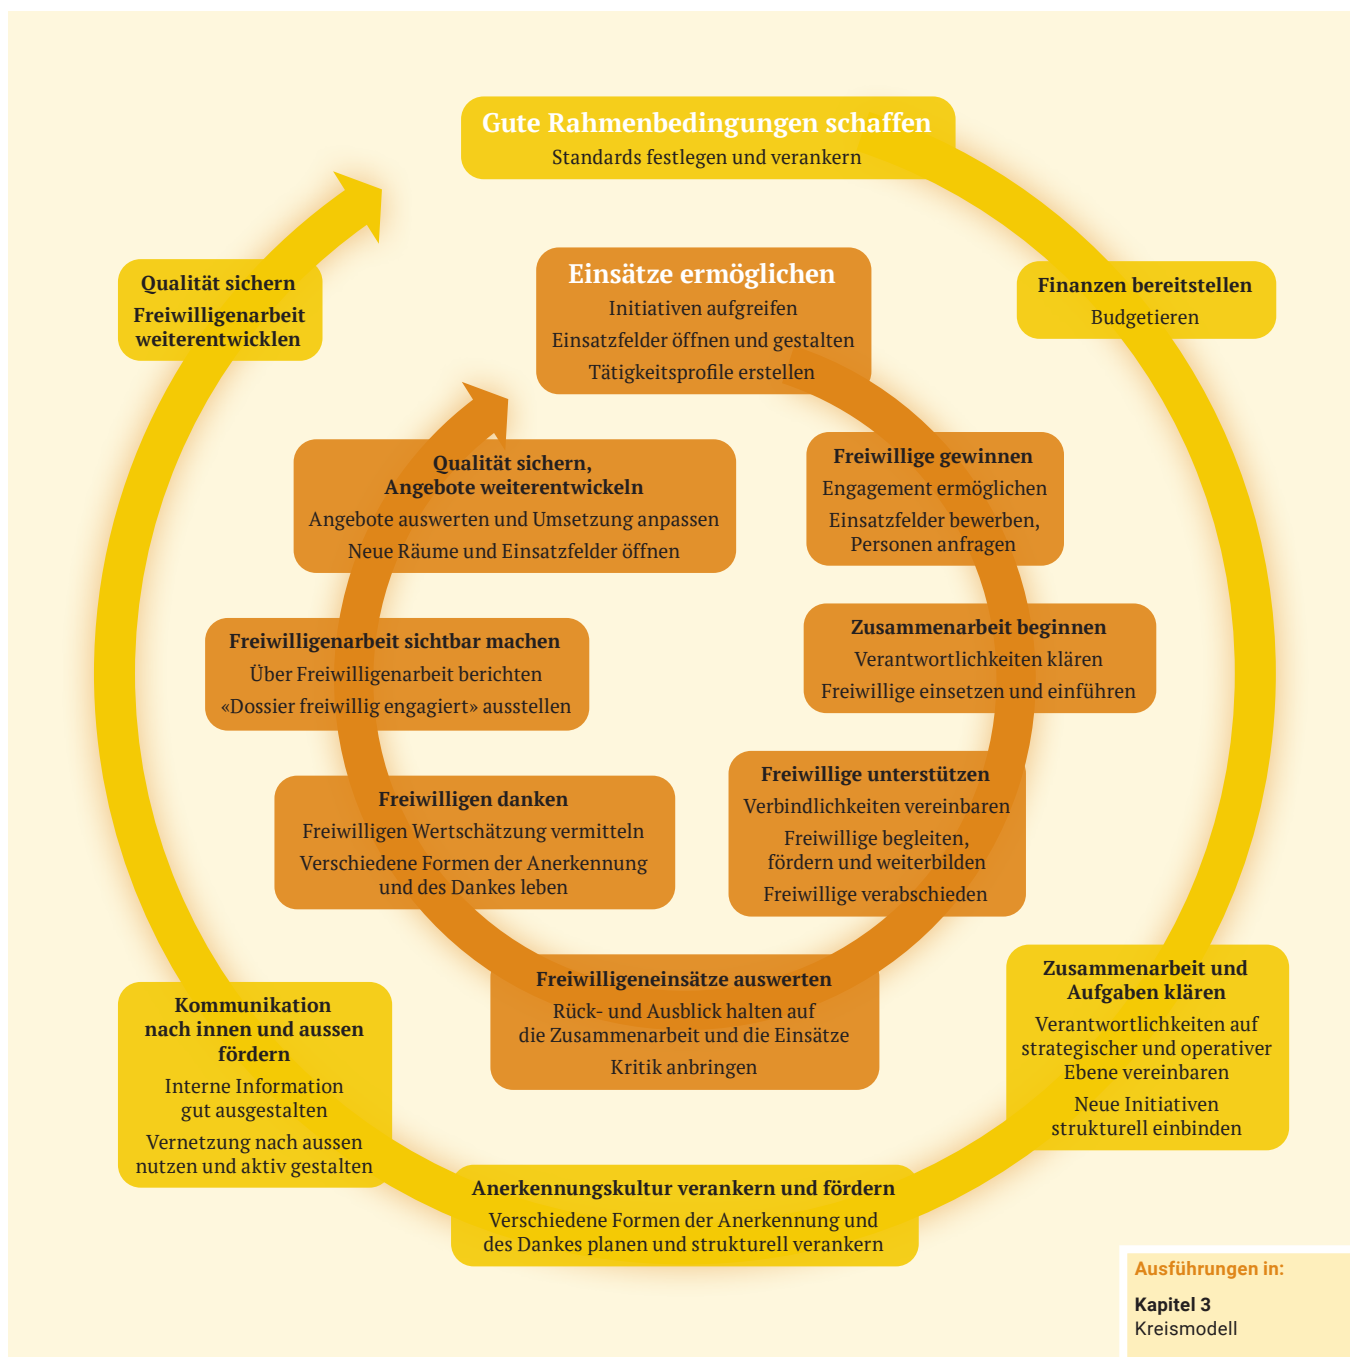 Gute Rahmenbedingungen schaffen
Standards festlegen und verankern
Finanzen bereitstellen
Budgetieren
Zusammenarbeit und
Aufgaben klären
Verantwortlichkeiten auf
strategischer und operativer
Ebene vereinbaren
Neue Initiativen
strukturell einbinden
Anerkennungskultur verankern und fördern
Verschiedene Formen der Anerkennung und
des Dankes planen und strukturell verankern
Kommunikation
nach innen und aussen
fördern
Interne Information
gut ausgestalten
Vernetzung nach aussen
nutzen und aktiv gestalten
Qualität sichern
Freiwilligenarbeit
weiterentwicklen
Einsätze ermöglichen
Initiativen aufgreifen
Einsatzfelder öffnen und gestalten
Tätigkeitsprofile erstellen
Freiwillige gewinnen
Engagement ermöglichen
Einsatzfelder bewerben,
Personen anfragen
Zusammenarbeit beginnen
Verantwortlichkeiten klären
Freiwillige einsetzen und einführen
Freiwillige unterstützen
Verbindlichkeiten vereinbaren
Freiwillige begleiten,
fördern und weiterbilden
Freiwillige verabschieden
Freiwilligeneinsätze auswerten
Rück- und Ausblick halten auf
die Zusammenarbeit und die Einsätze
Kritik anbringen
Freiwilligen danken
Freiwilligen Wertschätzung vermitteln
Verschiedene Formen der Anerkennung
und des Dankes leben
Freiwilligenarbeit sichtbar machen
Über Freiwilligenarbeit berichten
«Dossier freiwillig engagiert» ausstellen
Qualität sichern,
Angebote weiterentwickeln
Angebote auswerten und Umsetzung anpassen
Neue Räume und Einsatzfelder öffnen
Ausführungen in:
Kapitel 3
Kreismodell